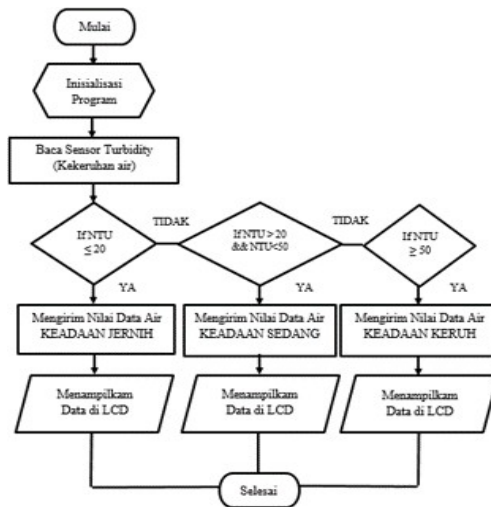 Mulai
Inisialisasi
Program
Baca Sensor Turbidity
(Kekeruhan air)
If NTU
≤ 20
TIDAK
If NTU > 20
&& NTU<50
TIDAK
If NTU
≥ 50
YA
YA
YA
Mengirim Nilai Data Air
KEADAAN JERNIH
Mengirim Nilai Data Air
KEADAAN SEDANG
Mengirim Nilai Data Air
KEADAAN KERUH
Menampilkam
Data di LCD
Menampilkam
Data di LCD
Menampilkam
Data di LCD
Selesai